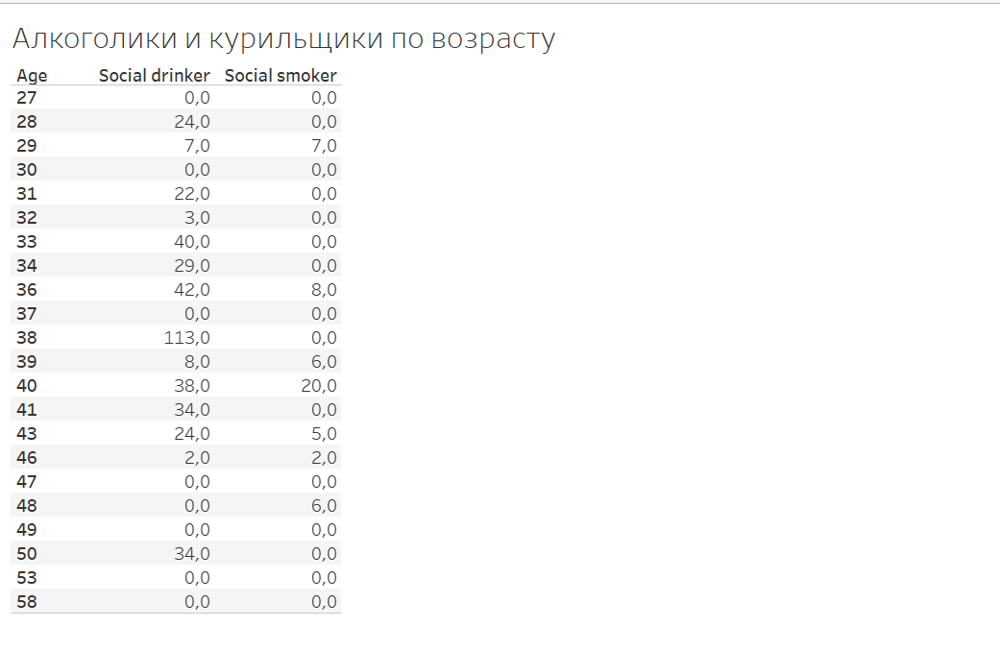 Алкоголики и курильщики по возрасту
Age Social drinker Social smoker
27 0,0 0,0
28 24,0 0,0
29 7,0 7,0
30 0,0 0,0
31 22,0 0,0
32 3,0 0,0
33 40,0 0,0
34 29,0 0,0
36 42,0 8,0
37 0,0 0,0
38 113,0 0,0
39 8,0 6,0
40 38,0 20,0
41 34,0 0,0
43 24,0 5,0
46 2,0 2,0
47 0,0 0,0
48 0,0 6,0
49 0,0 0,0
50 34,0 0,0
53 0,0 0,0
58 0,0 0,0